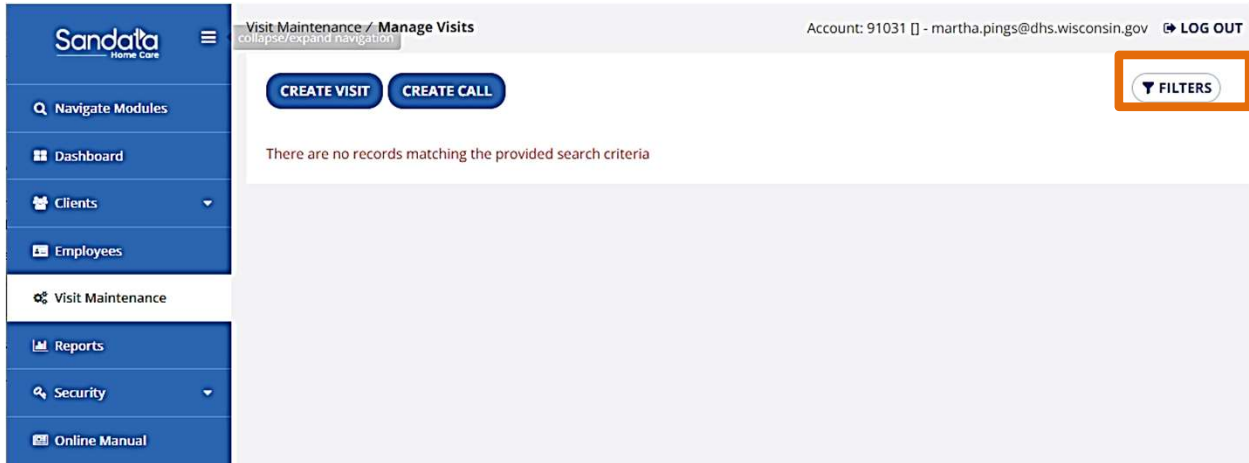 Sandata
Home Care
Visit Maintenance / Manage Visits
collapse/expand navigation
Account: 91031 [] - martha.pings@dhs.wisconsin.gov
LOG OUT
CREATE VISIT
CREATE CALL
FILTERS
There are no records matching the provided search criteria
Navigate Modules
Dashboard
Clients
Employees
Visit Maintenance
Reports
Security
Online Manual